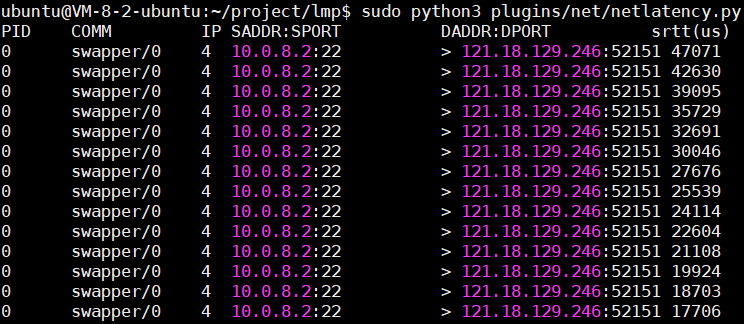 ubuntu@VM-8-2-ubuntu:~/project/lmp$ sudo python3 plugins/net/netlatency.py
PID    COMM         IP SADDR:SPORT          DADDR:DPORT          srtt(us)
0      swapper/0    4  10.0.8.2:22          > 121.18.129.246:52151 47071
0      swapper/0    4  10.0.8.2:22          > 121.18.129.246:52151 42630
0      swapper/0    4  10.0.8.2:22          > 121.18.129.246:52151 39095
0      swapper/0    4  10.0.8.2:22          > 121.18.129.246:52151 35729
0      swapper/0    4  10.0.8.2:22          > 121.18.129.246:52151 32691
0      swapper/0    4  10.0.8.2:22          > 121.18.129.246:52151 30046
0      swapper/0    4  10.0.8.2:22          > 121.18.129.246:52151 27676
0      swapper/0    4  10.0.8.2:22          > 121.18.129.246:52151 25539
0      swapper/0    4  10.0.8.2:22          > 121.18.129.246:52151 24114
0      swapper/0    4  10.0.8.2:22          > 121.18.129.246:52151 22604
0      swapper/0    4  10.0.8.2:22          > 121.18.129.246:52151 21108
0      swapper/0    4  10.0.8.2:22          > 121.18.129.246:52151 19924
0      swapper/0    4  10.0.8.2:22          > 121.18.129.246:52151 18703
0      swapper/0    4  10.0.8.2:22          > 121.18.129.246:52151 17706